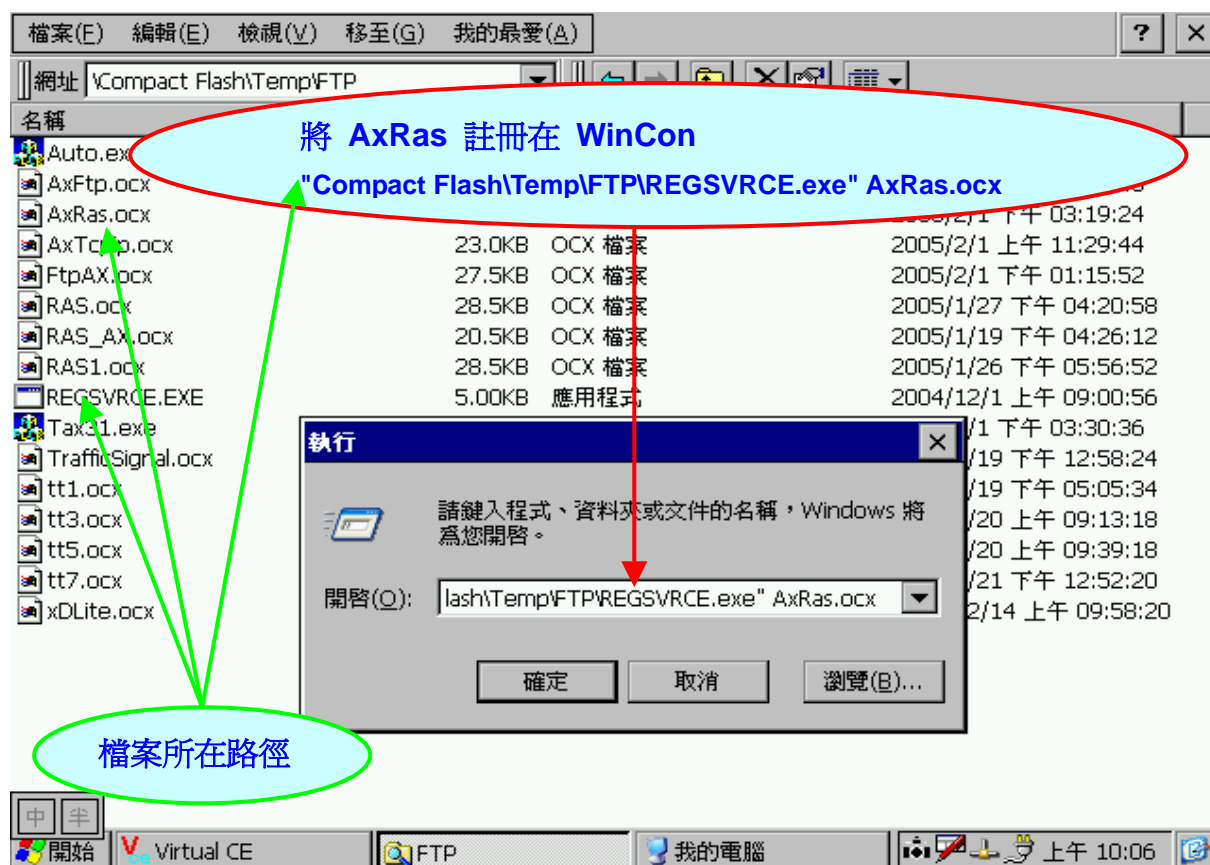 檔案(F) 編輯(E) 檢視(V) 移至(G) 我的最愛(A) ? ×
網址 \Compact Flash\Temp\FTP
名稱
將 AxRas 註冊在 WinCon
"Compact Flash\Temp\FTP\REGSVRCE.exe" AxRas.ocx
Auto.ex
AxFtp.ocx
AxRas.ocx 下午 03:19:24
AxTcpip.ocx 23.0KB OCX 檔案 2005/2/1 上午 11:29:44
FtpAX.ocx 27.5KB OCX 檔案 2005/2/1 下午 01:15:52
RAS.ocx 28.5KB OCX 檔案 2005/1/27 下午 04:20:58
RAS_AX.ocx 20.5KB OCX 檔案 2005/1/19 下午 04:26:12
RAS1.ocx 28.5KB OCX 檔案 2005/1/26 下午 05:56:52
REGSVRCE.EXE 5.00KB 應用程式 2004/12/1 上午 09:00:56
Tax31.exe /1 下午 03:30:36
TrafficSignal.ocx /19 下午 12:58:24
tt1.ocx /19 下午 05:05:34
tt3.ocx /20 上午 09:13:18
tt5.ocx /20 上午 09:39:18
tt7.ocx /21 下午 12:52:20
xDLite.ocx 2/14 上午 09:58:20
執行
請鍵入程式、資料夾或文件的名稱，Windows 將
為您開啓。
開啓(O): lash\Temp\FTP\REGSVRCE.exe" AxRas.ocx
確定 取消 瀏覽(B)...
檔案所在路徑
中 半
開始 Virtual CE FTP 我的電腦 上午 10:06